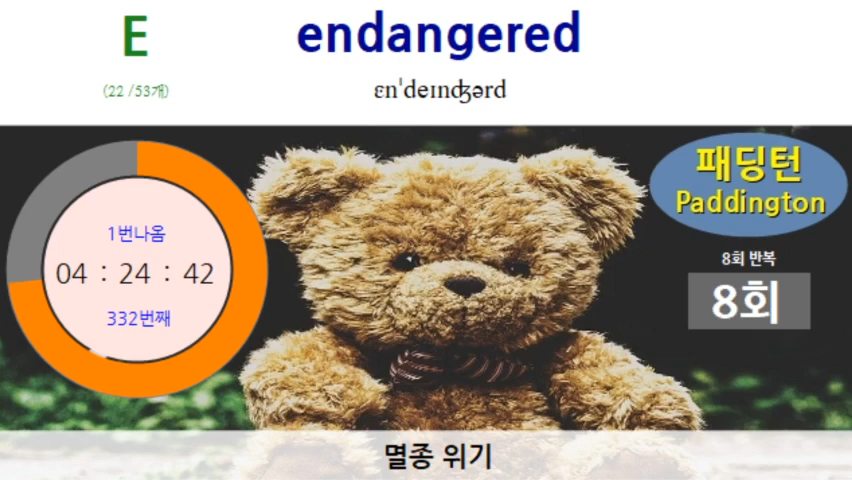 E
endangered
(22 /53개)
ɛnˈdeɪnʤərd
패딩턴
Paddington
1번나옴
04 : 24 : 42
332번째
8회 반복
8회
멸종 위기